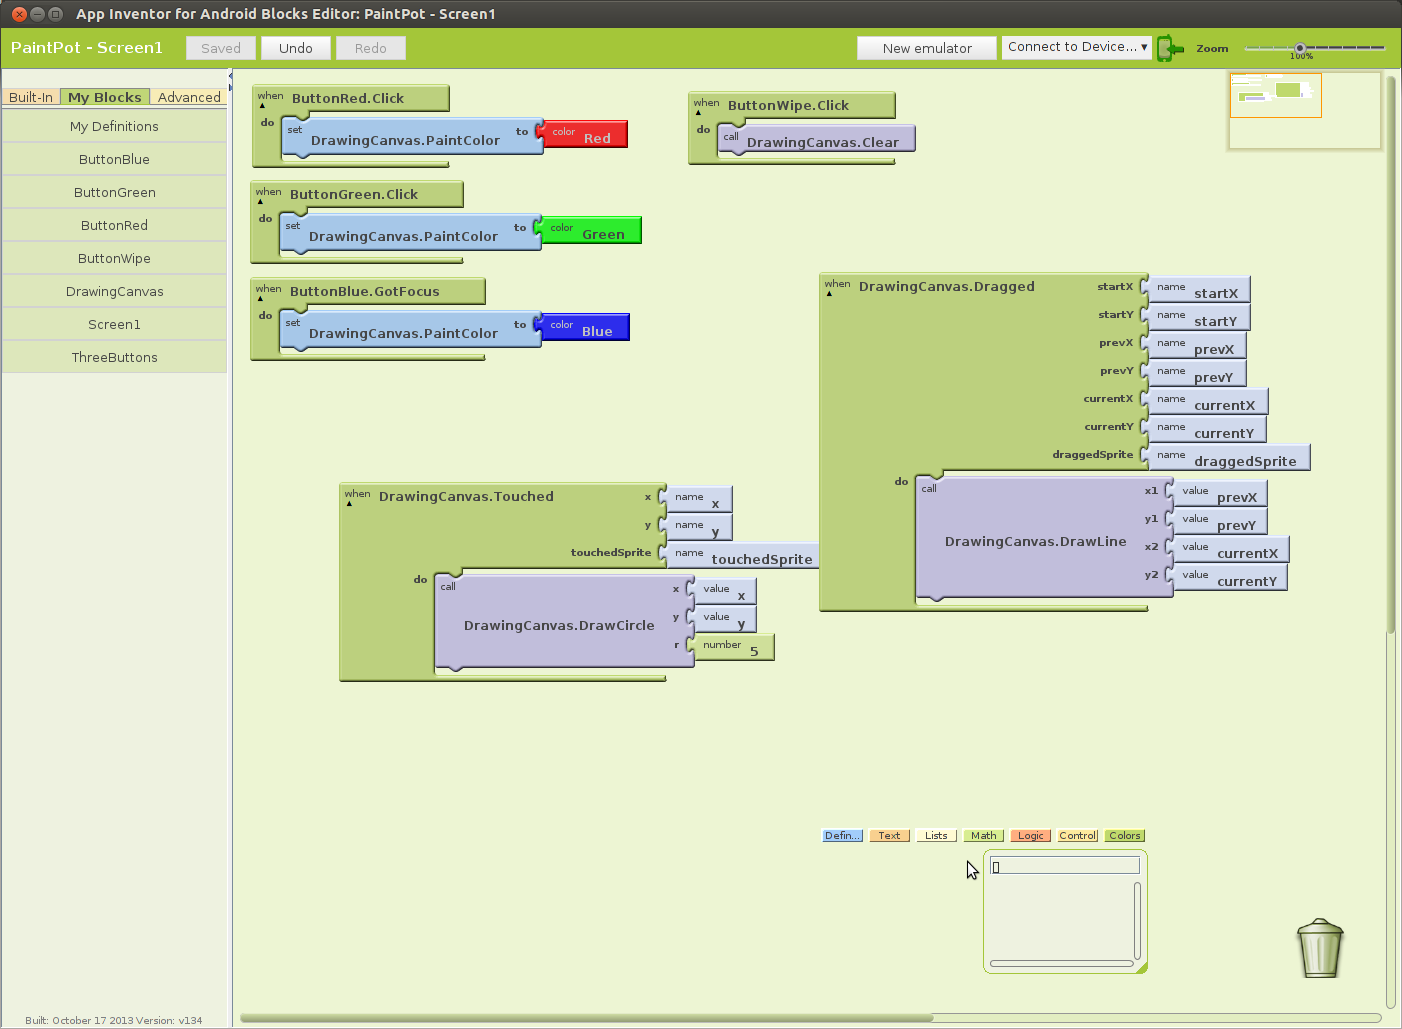 App Inventor for Android Blocks Editor: PaintPot - Screen1
PaintPot - Screen1
Saved
Undo
Redo
New emulator
Connect to Device...
Zoom
100%
Built-In
My Blocks
Advanced
My Definitions
ButtonBlue
ButtonGreen
ButtonRed
ButtonWipe
DrawingCanvas
Screen1
ThreeButtons
when ButtonRed.Click
do
set DrawingCanvas.PaintColor to
color Red
when ButtonWipe.Click
do
call DrawingCanvas.Clear
when ButtonGreen.Click
do
set DrawingCanvas.PaintColor to
color Green
when ButtonBlue.GotFocus
do
set DrawingCanvas.PaintColor to
color Blue
when DrawingCanvas.Dragged
startX name startX
startY name startY
prevX name prevX
prevY name prevY
currentX name currentX
currentY name currentY
draggedSprite name draggedSprite
do
call DrawingCanvas.DrawLine
x1 value prevX
y1 value prevY
x2 value currentX
y2 value currentY
when DrawingCanvas.Touched
x name x
y name y
touchedSprite name touchedSprite
do
call DrawingCanvas.DrawCircle
x value x
y value y
r number 5
Defin...
Text
Lists
Math
Logic
Control
Colors
Built: October 17 2013 Version: v134